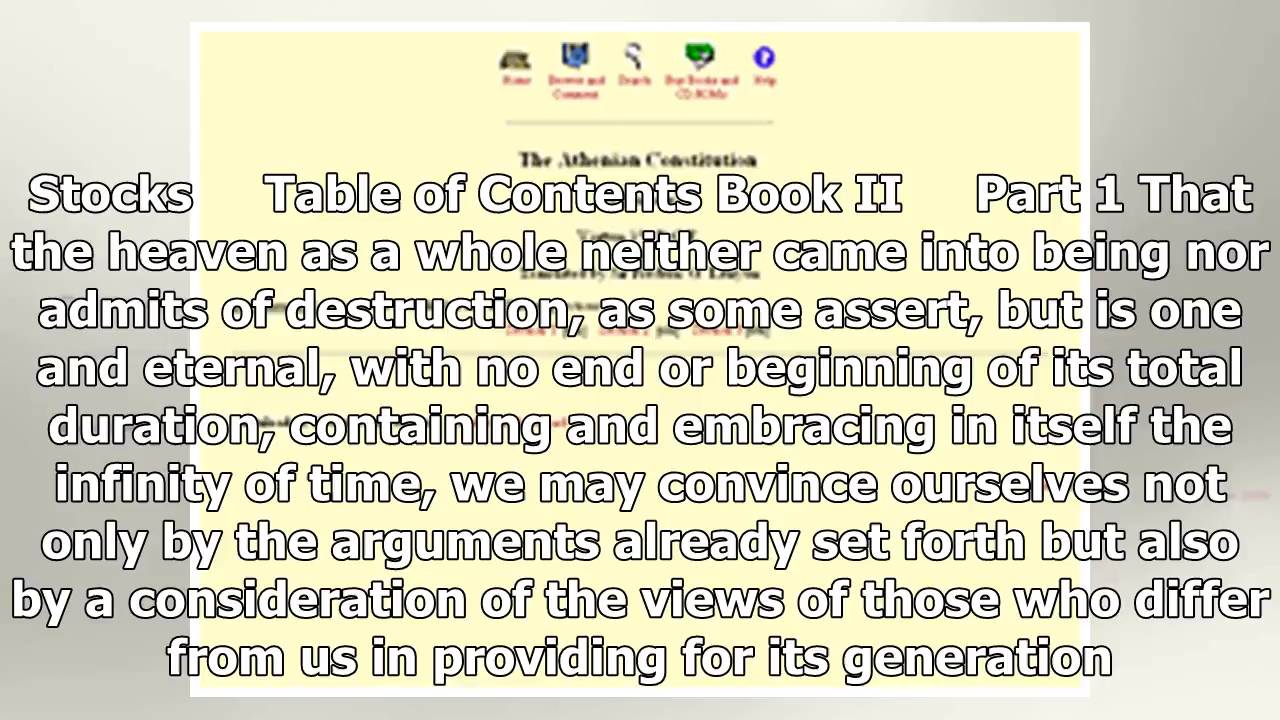 Home
Search
Help
The Athenian Constitution
Stocks Table of Contents Book II Part 1 That
the heaven as a whole neither came into being nor
admits of destruction, as some assert, but is one
and eternal, with no end or beginning of its total
duration, containing and embracing in itself the
infinity of time, we may convince ourselves not
only by the arguments already set forth but also
by a consideration of the views of those who differ
from us in providing for its generation